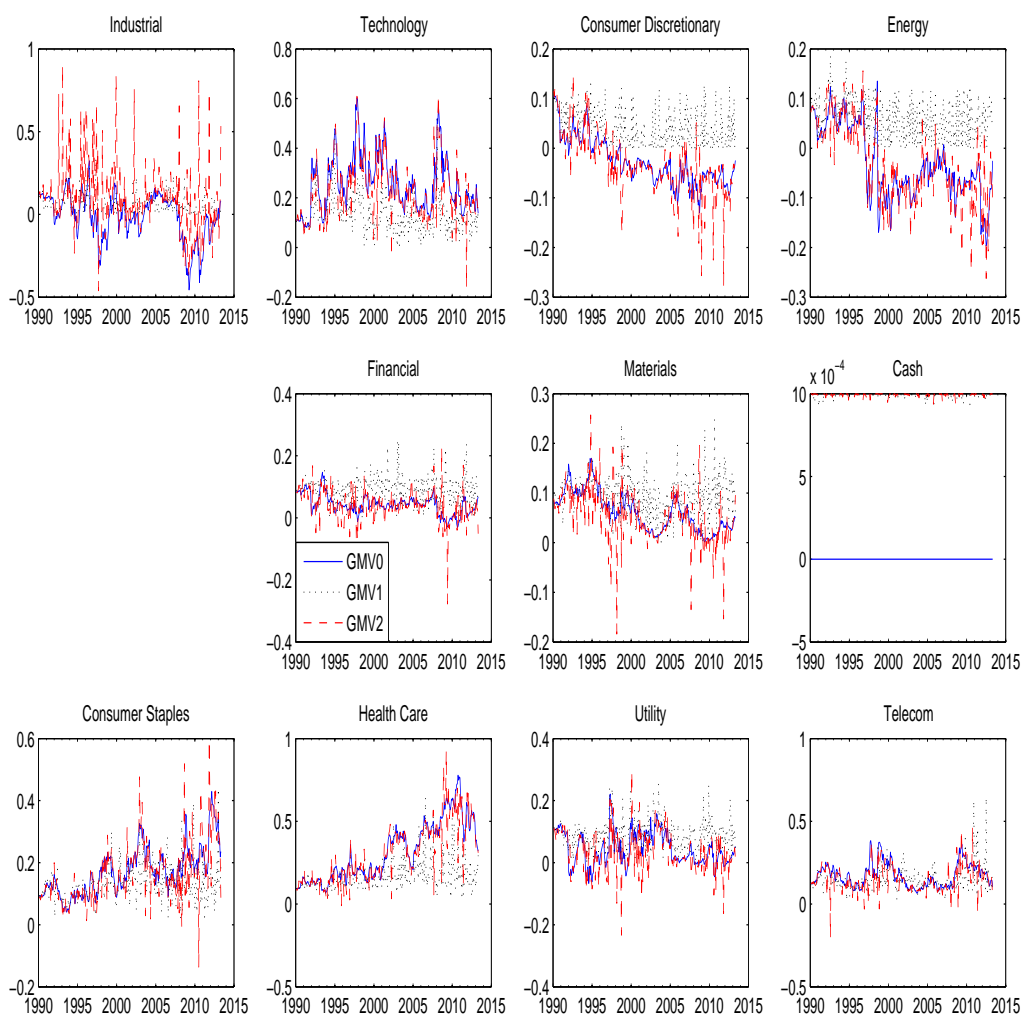 Industrial
Technology
Consumer Discretionary
Energy
1
0.5
0
−0.5
1990 1995 2000 2005 2010 2015
0.8
0.6
0.4
0.2
0
−0.2
1990 1995 2000 2005 2010 2015
0.2
0.1
0
−0.1
−0.2
−0.3
1990 1995 2000 2005 2010 2015
0.2
0.1
0
−0.1
−0.2
−0.3
1990 1995 2000 2005 2010 2015
Financial
Materials
Cash
0.4
0.2
0
−0.2
−0.4
GMV0
GMV1
GMV2
1990 1995 2000 2005 2010 2015
0.3
0.2
0.1
0
−0.1
−0.2
1990 1995 2000 2005 2010 2015
x 10−4
10
5
0
−5
1990 1995 2000 2005 2010 2015
Consumer Staples
Health Care
Utility
Telecom
0.6
0.4
0.2
0
−0.2
1990 1995 2000 2005 2010 2015
1
0.5
0
−0.5
1990 1995 2000 2005 2010 2015
0.4
0.2
0
−0.2
−0.4
1990 1995 2000 2005 2010 2015
1
0.5
0
−0.5
1990 1995 2000 2005 2010 2015